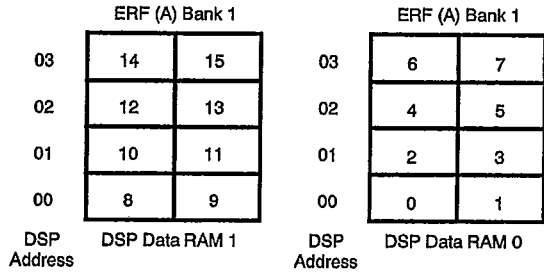 ERF (A) Bank 1
03 14 15
02 12 13
01 10 11
00 8 9
DSP Address DSP Data RAM 1
ERF (A) Bank 1
03 6 7
02 4 5
01 2 3
00 0 1
DSP Address DSP Data RAM 0